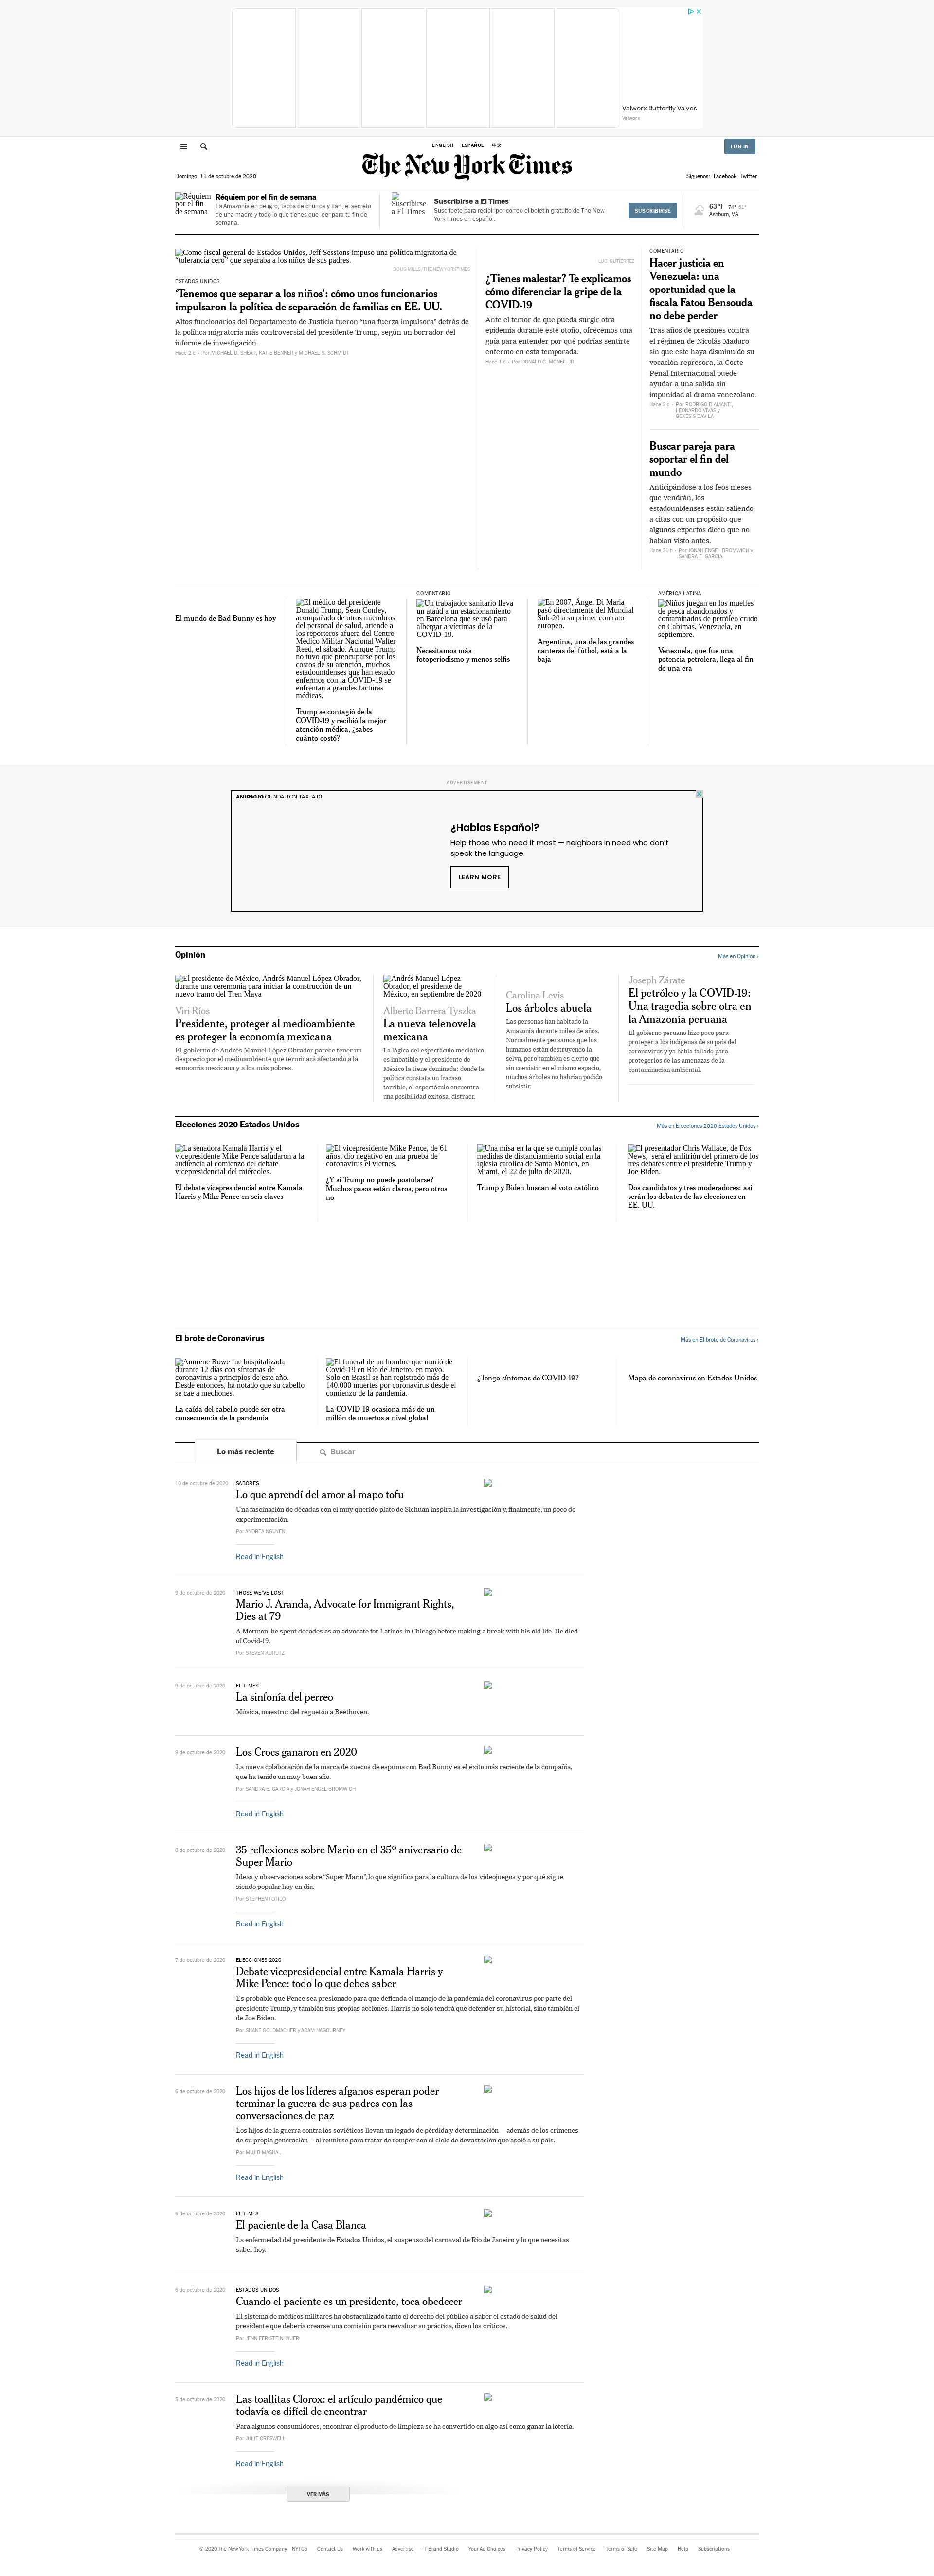 Valworx Butterfly Valves
Valworx
ENGLISH ESPAÑOL 中文
LOG IN
The New York Times
Domingo, 11 de octubre de 2020
Síguenos: Facebook Twitter
Réquiem por el fin de semana
Réquiem por el fin de semana
La Amazonía en peligro, tacos de churros y flan, el secreto
de una madre y todo lo que tienes que leer para tu fin de
semana.
Suscribirse a El Times
Suscribirse a El Times
Suscríbete para recibir por correo el boletín gratuito de The New
York Times en español.
SUSCRIBIRSE
63°F 74° 61°
Ashburn, VA
Como fiscal general de Estados Unidos, Jeff Sessions impuso una política migratoria de
“tolerancia cero” que separaba a los niños de sus padres.
DOUG MILLS/THE NEW YORK TIMES
ESTADOS UNIDOS
‘Tenemos que separar a los niños’: cómo unos funcionarios
impulsaron la política de separación de familias en EE. UU.
Altos funcionarios del Departamento de Justicia fueron “una fuerza impulsora” detrás de
la política migratoria más controversial del presidente Trump, según un borrador del
informe de investigación.
Hace 2 d - Por MICHAEL D. SHEAR, KATIE BENNER y MICHAEL S. SCHMIDT
¿Tienes malestar? Te explicamos
cómo diferenciar la gripe de la
COVID-19
Ante el temor de que pueda surgir otra
epidemia durante este otoño, ofrecemos una
guía para entender por qué podrías sentirte
enfermo en esta temporada.
Hace 1 d - Por DONALD G. MCNEIL JR.
COMENTARIO
Hacer justicia en
Venezuela: una
oportunidad que la
fiscala Fatou Bensouda
no debe perder
Tras años de presiones contra
el régimen de Nicolás Maduro
sin que este haya disminuido su
vocación represora, la Corte
Penal Internacional puede
ayudar a una salida sin
impunidad al drama venezolano.
Hace 2 d - Por RODRIGO DIAMANTI,
LEONARDO VIVAS y
GÉNESIS DÁVILA
Buscar pareja para
soportar el fin del
mundo
Anticipándose a los feos meses
que vendrán, los
estadounidenses están saliendo
a citas con un propósito que
algunos expertos dicen que no
habían visto antes.
Hace 21 h - Por JONAH ENGEL BROMWICH y
SANDRA E. GARCIA
El mundo de Bad Bunny es hoy
El médico del presidente
Donald Trump, Sean Conley,
acompañado de otros miembros
del personal de salud, atiende a
los reporteros afuera del Centro
Médico Militar Nacional Walter
Reed, el sábado. Aunque Trump
no tuvo que preocuparse por los
costos de su atención, muchos
estadounidenses que han estado
enfermos con la COVID-19 se
enfrentan a grandes facturas
médicas.
Trump se contagió de la
COVID-19 y recibió la mejor
atención médica, ¿sabes
cuánto costó?
COMENTARIO
Un trabajador sanitario lleva
un ataúd a un estacionamiento
en Barcelona que se usó para
albergar a víctimas de la
COVID-19.
Necesitamos más
fotoperiodismo y menos selfis
En 2007, Ángel Di María
pasó directamente del Mundial
Sub-20 a su primer contrato
europeo.
Argentina, una de las grandes
canteras del fútbol, está a la
baja
AMÉRICA LATINA
Niños juegan en los muelles
de pesca abandonados y
contaminados de petróleo crudo
en Cabimas, Venezuela, en
septiembre.
Venezuela, que fue una
potencia petrolera, llega al fin
de una era
ADVERTISEMENT
ANUNCIO
FOUNDATION TAX-AIDE
¿Hablas Español?
Help those who need it most — neighbors in need who don’t
speak the language.
LEARN MORE
Opinión
Más en Opinión ›
El presidente de México, Andrés Manuel López Obrador,
durante una ceremonia para iniciar la construcción de un
nuevo tramo del Tren Maya
Viri Ríos
Presidente, proteger al medioambiente
es proteger la economía mexicana
El gobierno de Andrés Manuel López Obrador parece tener un
desprecio por el medioambiente que terminará afectando a la
economía mexicana y a los más pobres.
Andrés Manuel López
Obrador, el presidente de
México, en septiembre de 2020
Alberto Barrera Tyszka
La nueva telenovela
mexicana
La lógica del espectáculo mediático
es imbatible y el presidente de
México la tiene dominada: donde la
política constata un fracaso
terrible, el espectáculo encuentra
una posibilidad exitosa, distraer.
Carolina Levis
Los árboles abuela
Las personas han habitado la
Amazonía durante miles de años.
Normalmente pensamos que los
humanos están destruyendo la
selva, pero también es cierto que
sin coexistir en el mismo espacio,
muchos árboles no habrían podido
subsistir.
Joseph Zárate
El petróleo y la COVID-19:
Una tragedia sobre otra en
la Amazonía peruana
El gobierno peruano hizo poco para
proteger a los indígenas de su país del
coronavirus y ya había fallado para
protegerlos de las amenazas de la
contaminación ambiental.
Elecciones 2020 Estados Unidos
Más en Elecciones 2020 Estados Unidos ›
La senadora Kamala Harris y el
vicepresidente Mike Pence saludaron a la
audiencia al comienzo del debate
vicepresidencial del miércoles.
El debate vicepresidencial entre Kamala
Harris y Mike Pence en seis claves
El vicepresidente Mike Pence, de 61
años, dio negativo en una prueba de
coronavirus el viernes.
¿Y si Trump no puede postularse?
Muchos pasos están claros, pero otros
no
Una misa en la que se cumple con las
medidas de distanciamiento social en la
iglesia católica de Santa Mónica, en
Miami, el 22 de julio de 2020.
Trump y Biden buscan el voto católico
El presentador Chris Wallace, de Fox
News, será el anfitrión del primero de los
tres debates entre el presidente Trump y
Joe Biden.
Dos candidatos y tres moderadores: así
serán los debates de las elecciones en
EE. UU.
El brote de Coronavirus
Más en El brote de Coronavirus ›
Annrene Rowe fue hospitalizada
durante 12 días con síntomas de
coronavirus a principios de este año.
Desde entonces, ha notado que su cabello
se cae a mechones.
La caída del cabello puede ser otra
consecuencia de la pandemia
El funeral de un hombre que murió de
Covid-19 en Río de Janeiro, en mayo.
Solo en Brasil se han registrado más de
140.000 muertes por coronavirus desde el
comienzo de la pandemia.
La COVID-19 ocasiona más de un
millón de muertos a nivel global
¿Tengo síntomas de COVID-19?
Mapa de coronavirus en Estados Unidos
Lo más reciente
Buscar
10 de octubre de 2020
SABORES
Lo que aprendí del amor al mapo tofu
Una fascinación de décadas con el muy querido plato de Sichuan inspira la investigación y, finalmente, un poco de
experimentación.
Por ANDREA NGUYEN
Read in English
9 de octubre de 2020
THOSE WE’VE LOST
Mario J. Aranda, Advocate for Immigrant Rights,
Dies at 79
A Mormon, he spent decades as an advocate for Latinos in Chicago before making a break with his old life. He died
of Covid-19.
Por STEVEN KURUTZ
9 de octubre de 2020
EL TIMES
La sinfonía del perreo
Música, maestro: del reguetón a Beethoven.
9 de octubre de 2020
Los Crocs ganaron en 2020
La nueva colaboración de la marca de zuecos de espuma con Bad Bunny es el éxito más reciente de la compañía,
que ha tenido un muy buen año.
Por SANDRA E. GARCIA y JONAH ENGEL BROMWICH
Read in English
8 de octubre de 2020
35 reflexiones sobre Mario en el 35º aniversario de
Super Mario
Ideas y observaciones sobre “Super Mario”, lo que significa para la cultura de los videojuegos y por qué sigue
siendo popular hoy en día.
Por STEPHEN TOTILO
Read in English
7 de octubre de 2020
ELECCIONES 2020
Debate vicepresidencial entre Kamala Harris y
Mike Pence: todo lo que debes saber
Es probable que Pence sea presionado para que defienda el manejo de la pandemia del coronavirus por parte del
presidente Trump, y también sus propias acciones. Harris no solo tendrá que defender su historial, sino también el
de Joe Biden.
Por SHANE GOLDMACHER y ADAM NAGOURNEY
Read in English
6 de octubre de 2020
Los hijos de los líderes afganos esperan poder
terminar la guerra de sus padres con las
conversaciones de paz
Los hijos de la guerra contra los soviéticos llevan un legado de pérdida y determinación —además de los crímenes
de su propia generación— al reunirse para tratar de romper con el ciclo de devastación que asoló a su país.
Por MUJIB MASHAL
Read in English
6 de octubre de 2020
EL TIMES
El paciente de la Casa Blanca
La enfermedad del presidente de Estados Unidos, el suspenso del carnaval de Río de Janeiro y lo que necesitas
saber hoy.
6 de octubre de 2020
ESTADOS UNIDOS
Cuando el paciente es un presidente, toca obedecer
El sistema de médicos militares ha obstaculizado tanto el derecho del público a saber el estado de salud del
presidente que debería crearse una comisión para reevaluar su práctica, dicen los críticos.
Por JENNIFER STEINHAUER
Read in English
5 de octubre de 2020
Las toallitas Clorox: el artículo pandémico que
todavía es difícil de encontrar
Para algunos consumidores, encontrar el producto de limpieza se ha convertido en algo así como ganar la lotería.
Por JULIE CRESWELL
Read in English
VER MÁS
© 2020 The New York Times Company NYTCo Contact Us Work with us Advertise T Brand Studio Your Ad Choices Privacy Policy Terms of Service Terms of Sale Site Map Help Subscriptions